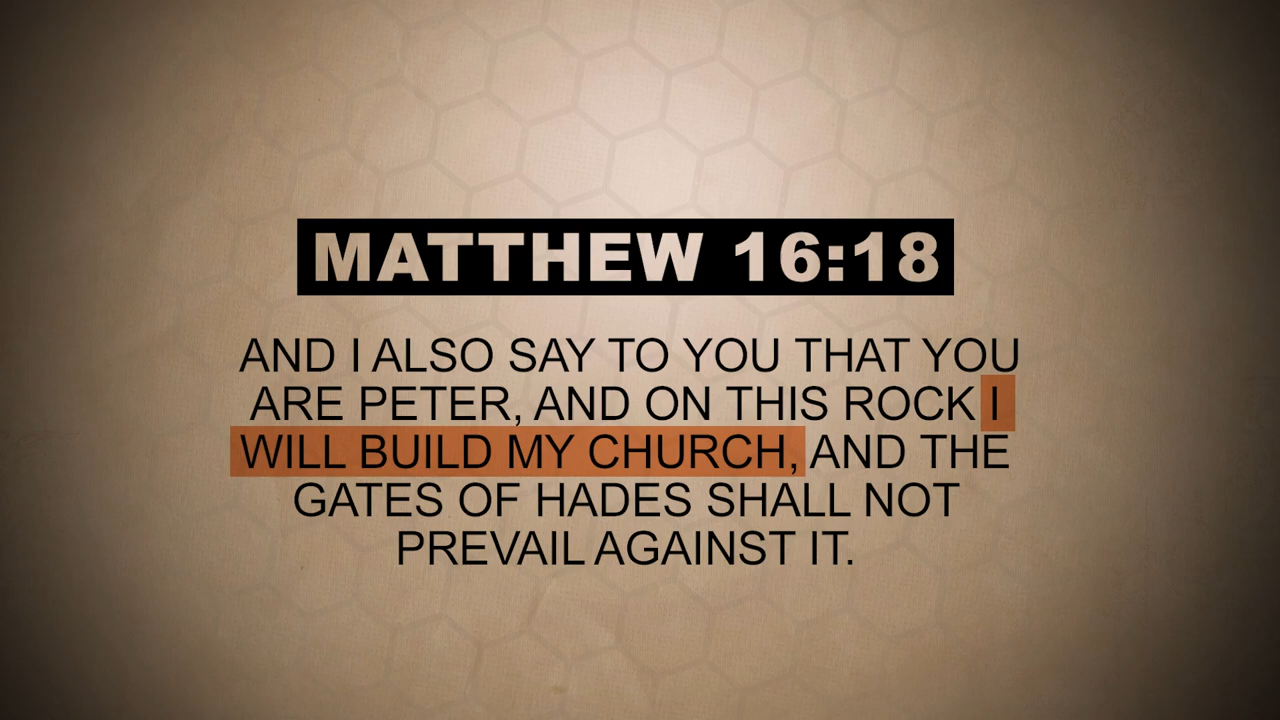 MATTHEW 16:18
AND I ALSO SAY TO YOU THAT YOU
ARE PETER, AND ON THIS ROCK I
WILL BUILD MY CHURCH, AND THE
GATES OF HADES SHALL NOT
PREVAIL AGAINST IT.